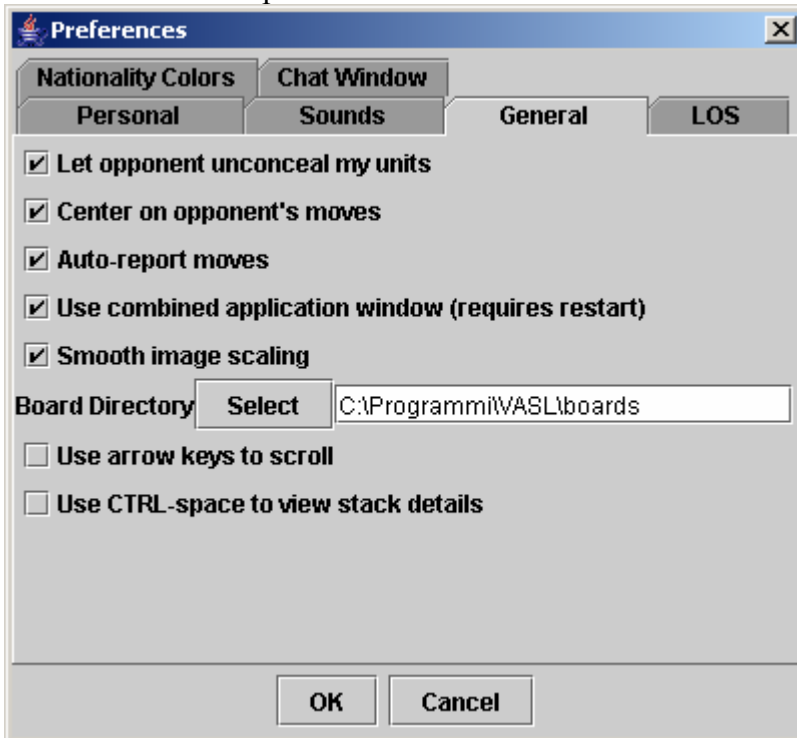 Preferences
Nationality Colors Chat Window
Personal Sounds General LOS
Let opponent unconceal my units
Center on opponent's moves
Auto-report moves
Use combined application window (requires restart)
Smooth image scaling
Board Directory Select C:\Programmi\VASL\boards
Use arrow keys to scroll
Use CTRL-space to view stack details
OK Cancel